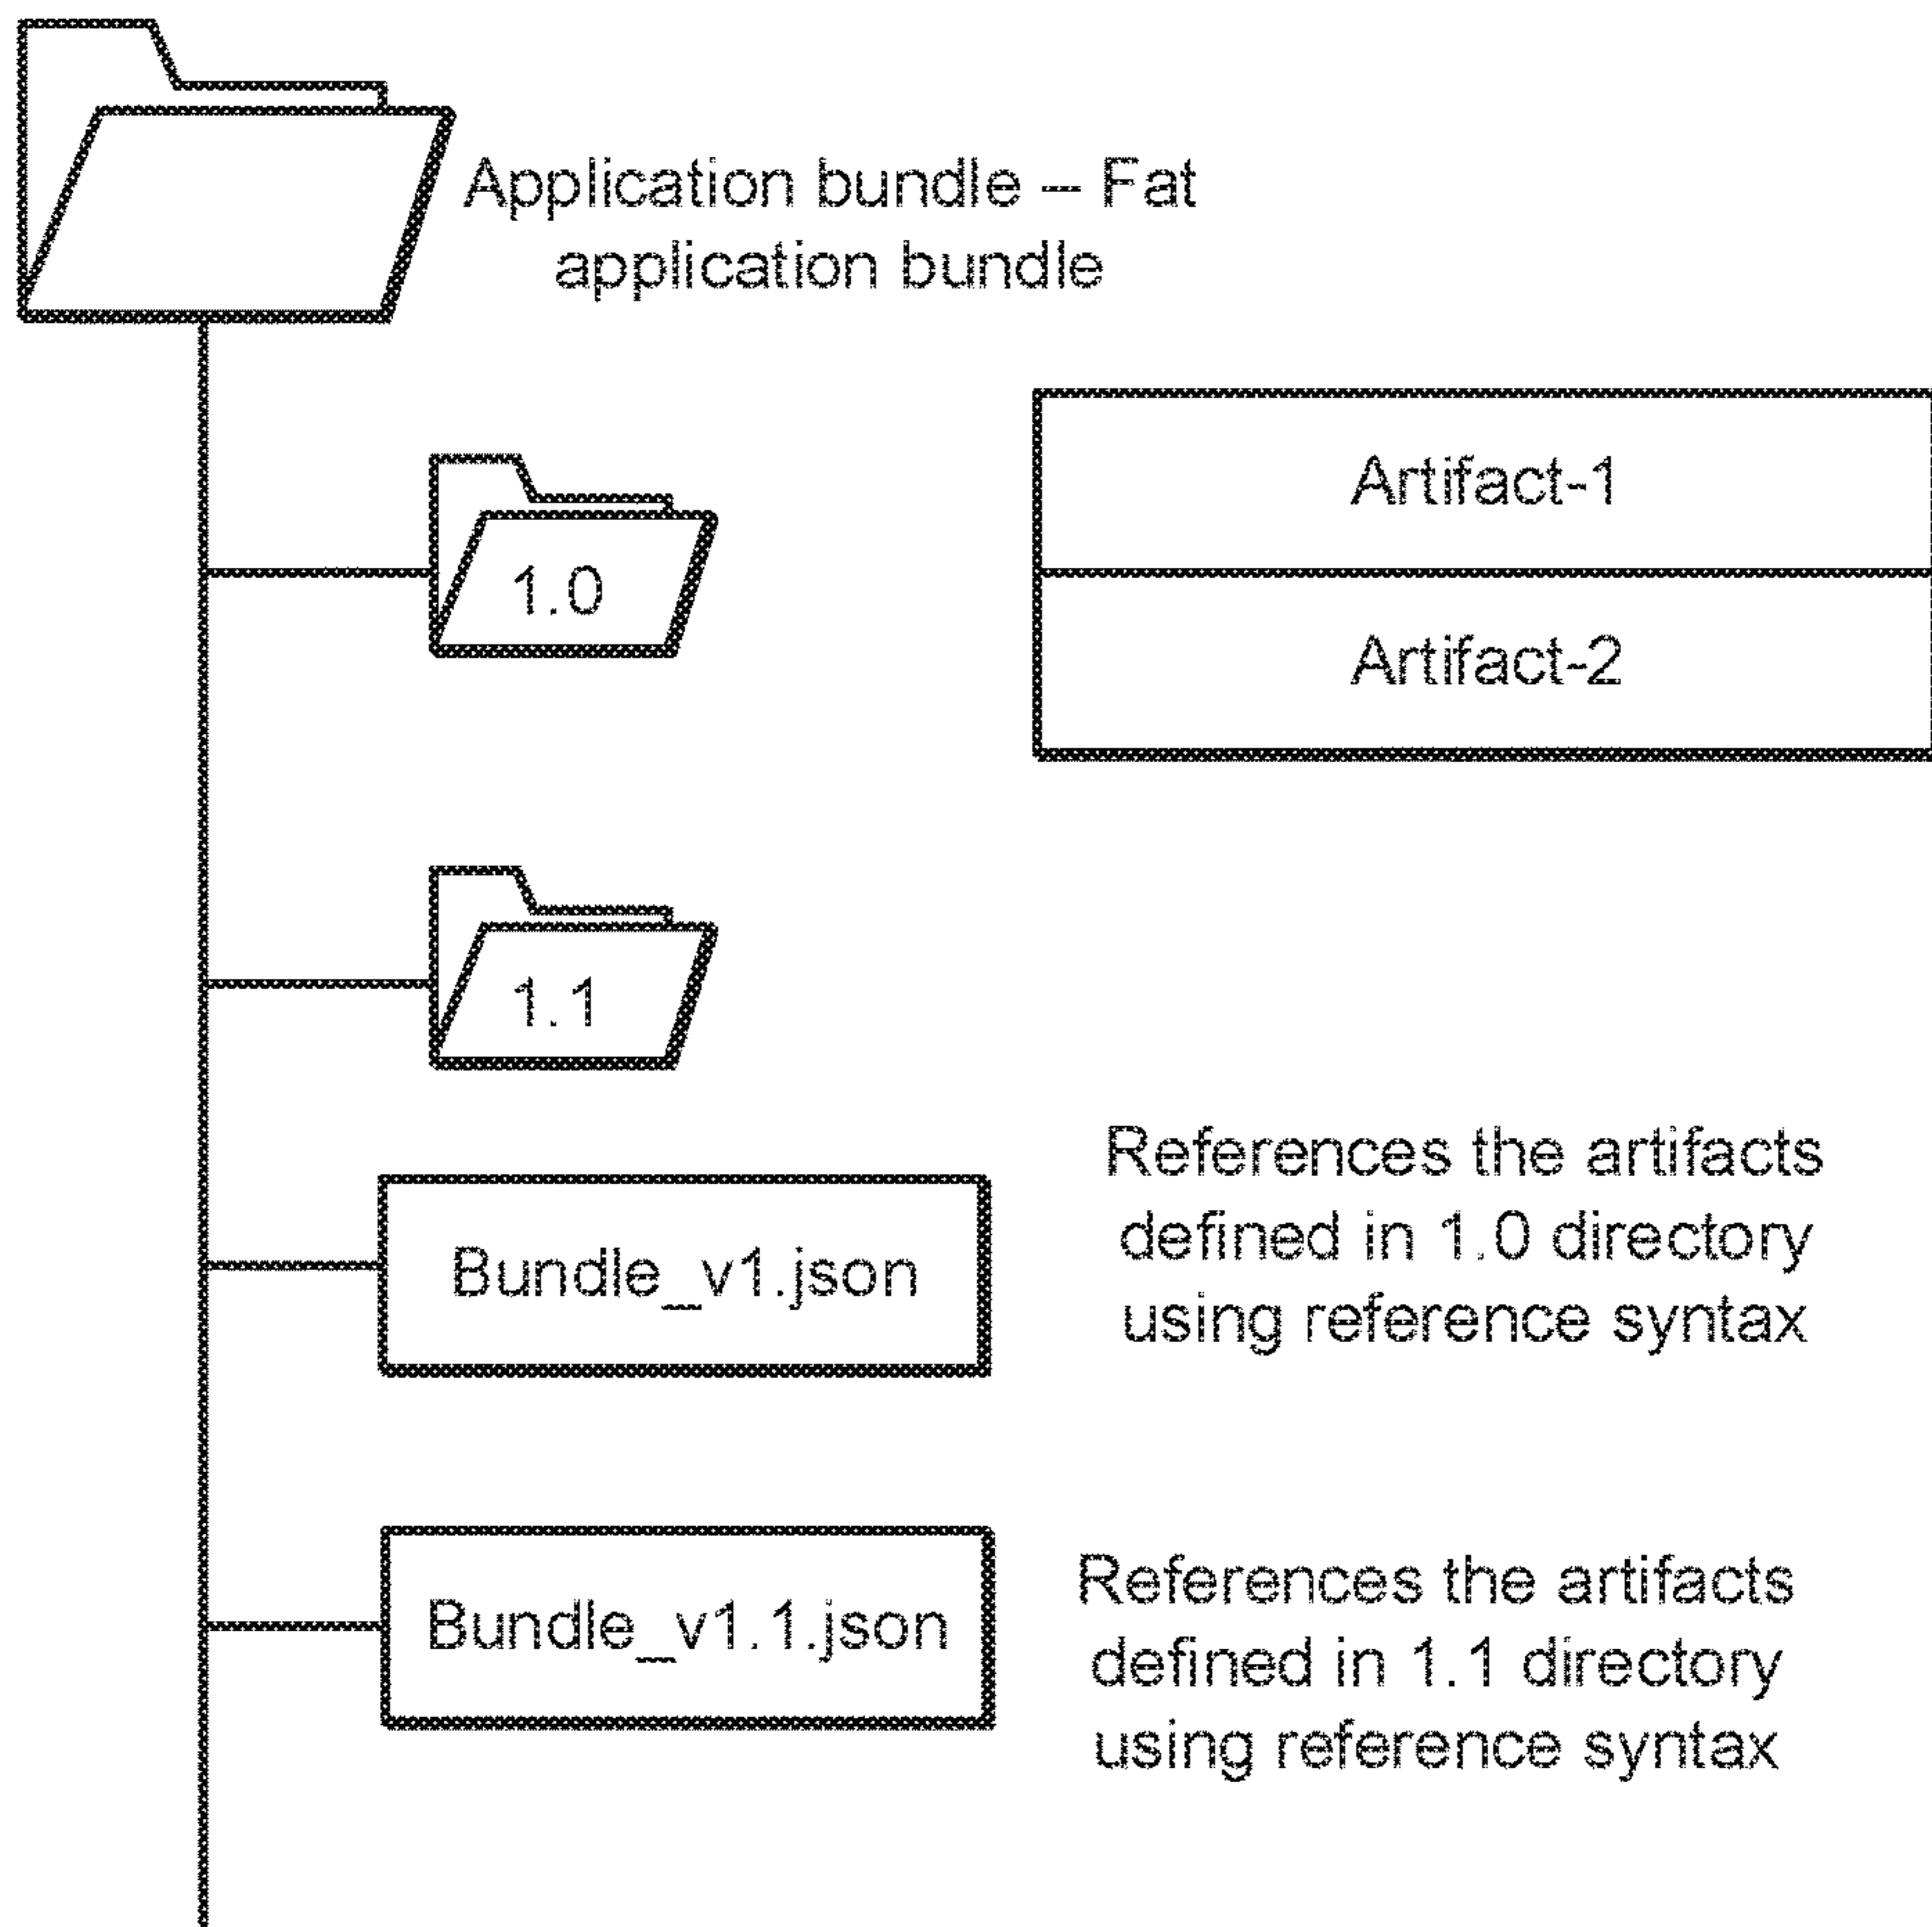 Application bundle – Fat
application bundle
Artifact-1
1.0
Artifact-2
1.1
References the artifacts
defined in 1.0 directory
using reference syntax
Bundle_v1.json
References the artifacts
defined in 1.1 directory
using reference syntax
Bundle_v1.1.json